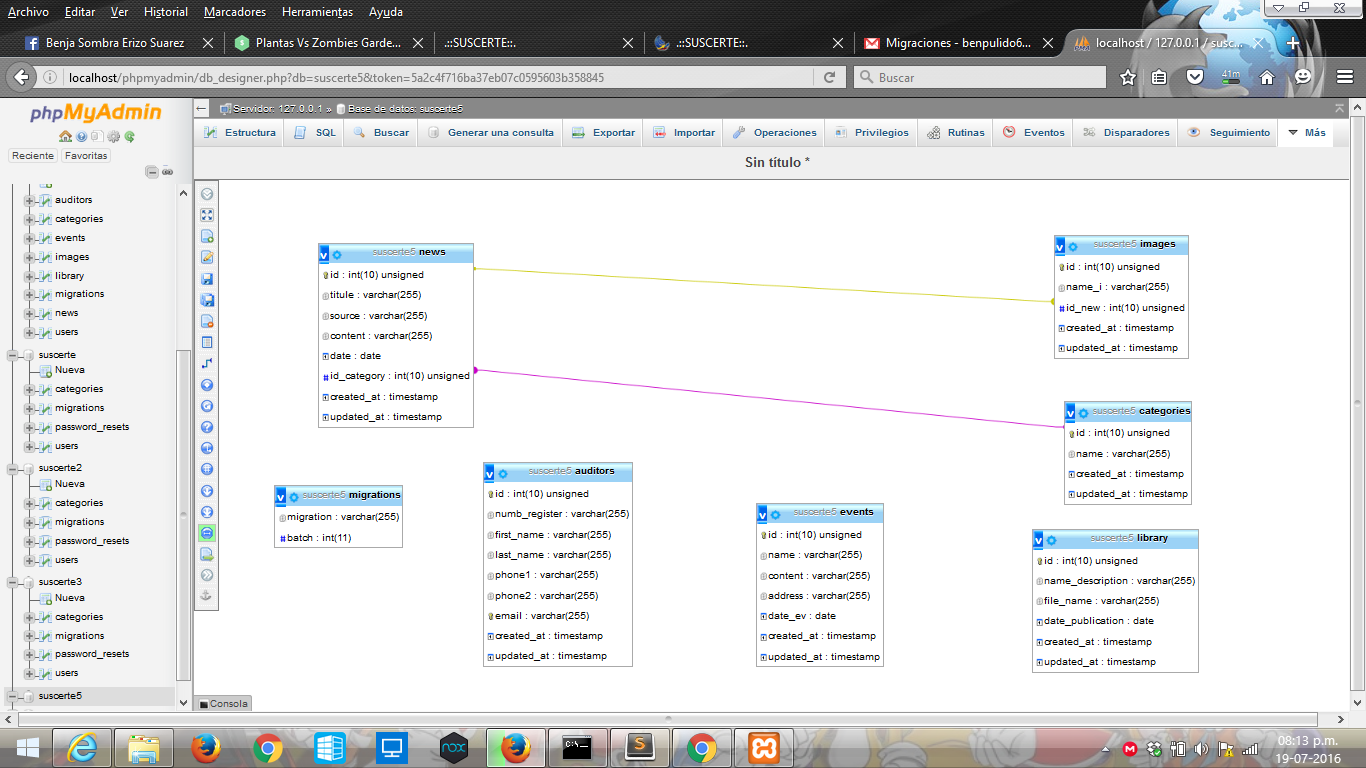 Archivo Editar Ver Historial Marcadores Herramientas Ayuda
Benja Sombra Erizo Suarez
Plantas Vs Zombies Garde...
.::SUSCERTE::.
.::SUSCERTE::.
Migraciones - benpulido6...
localhost / 127.0.0.1 / susc...
localhost/phpmyadmin/db_designer.php?db=suscerte5&token=5a2c4f716ba37eb07c0595603b358845
Buscar
41m
phpMyAdmin
Reciente Favoritas
auditors
categories
events
images
library
migrations
news
users
suscerte
Nueva
categories
migrations
password_resets
users
suscerte2
Nueva
categories
migrations
password_resets
users
suscerte3
Nueva
categories
migrations
password_resets
users
suscerte5
Servidor: 127.0.0.1 » Base de datos: suscerte5
Estructura SQL Buscar Generar una consulta Exportar Importar Operaciones Privilegios Rutinas Eventos Disparadores Seguimiento Más
Sin título *
suscerte5 news
id : int(10) unsigned
titule : varchar(255)
source : varchar(255)
content : varchar(255)
date : date
id_category : int(10) unsigned
created_at : timestamp
updated_at : timestamp
suscerte5 images
id : int(10) unsigned
name_i : varchar(255)
id_new : int(10) unsigned
created_at : timestamp
updated_at : timestamp
suscerte5 categories
id : int(10) unsigned
name : varchar(255)
created_at : timestamp
updated_at : timestamp
suscerte5 migrations
migration : varchar(255)
batch : int(11)
suscerte5 auditors
id : int(10) unsigned
numb_register : varchar(255)
first_name : varchar(255)
last_name : varchar(255)
phone1 : varchar(255)
phone2 : varchar(255)
email : varchar(255)
created_at : timestamp
updated_at : timestamp
suscerte5 events
id : int(10) unsigned
name : varchar(255)
content : varchar(255)
address : varchar(255)
date_ev : date
created_at : timestamp
updated_at : timestamp
suscerte5 library
id : int(10) unsigned
name_description : varchar(255)
file_name : varchar(255)
date_publication : date
created_at : timestamp
updated_at : timestamp
Consola
08:13 p.m.
19-07-2016